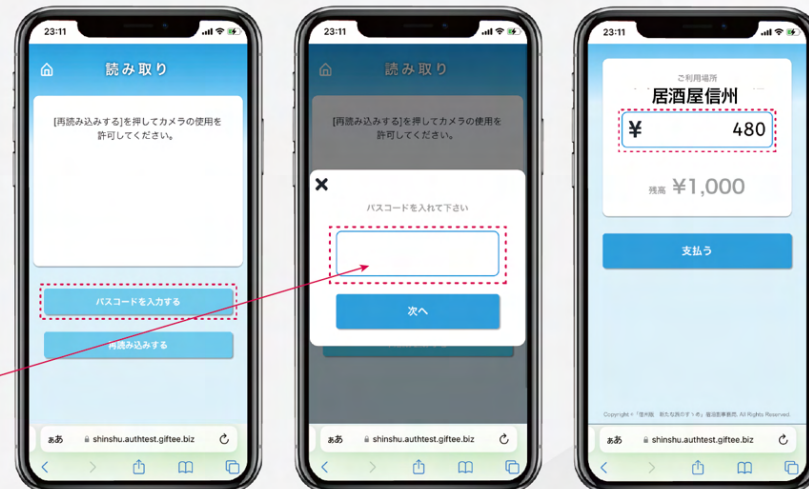 23:11
読み取り
[再読み込みする]を押してカメラの使用を
許可してください。
パスコードを入力する
再読み込みする
ぁあ shinshu.authtest.giftee.biz
23:11
読み取り
[再読み込みする]を押してカメラの使用を
許可してください。
パスコードを入れて下さい
次へ
ぁあ shinshu.authtest.giftee.biz
23:11
ご利用場所
居酒屋信州
¥ 480
残高 ¥1,000
支払う
All Rights Reserved.
ぁあ shinshu.authtest.giftee.biz